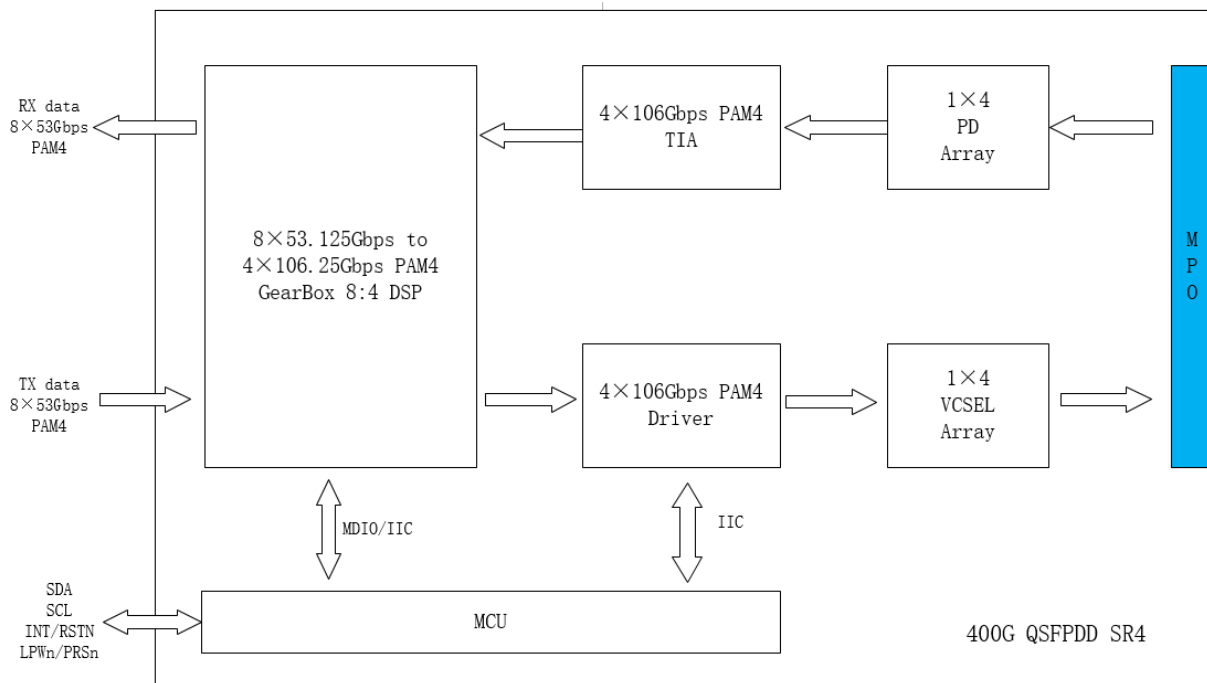 RX data
8×53Gbps
PAM4
8×53.125Gbps to
4×106.25Gbps PAM4
GearBox 8:4 DSP
4×106Gbps PAM4
TIA
1×4
PD
Array
M
P
O
TX data
8×53Gbps
PAM4
4×106Gbps PAM4
Driver
1×4
VCSEL
Array
MDIO/IIC
IIC
SDA
SCL
INT/RSTN
LPWn/PRSn
MCU
400G QSFPDD SR4